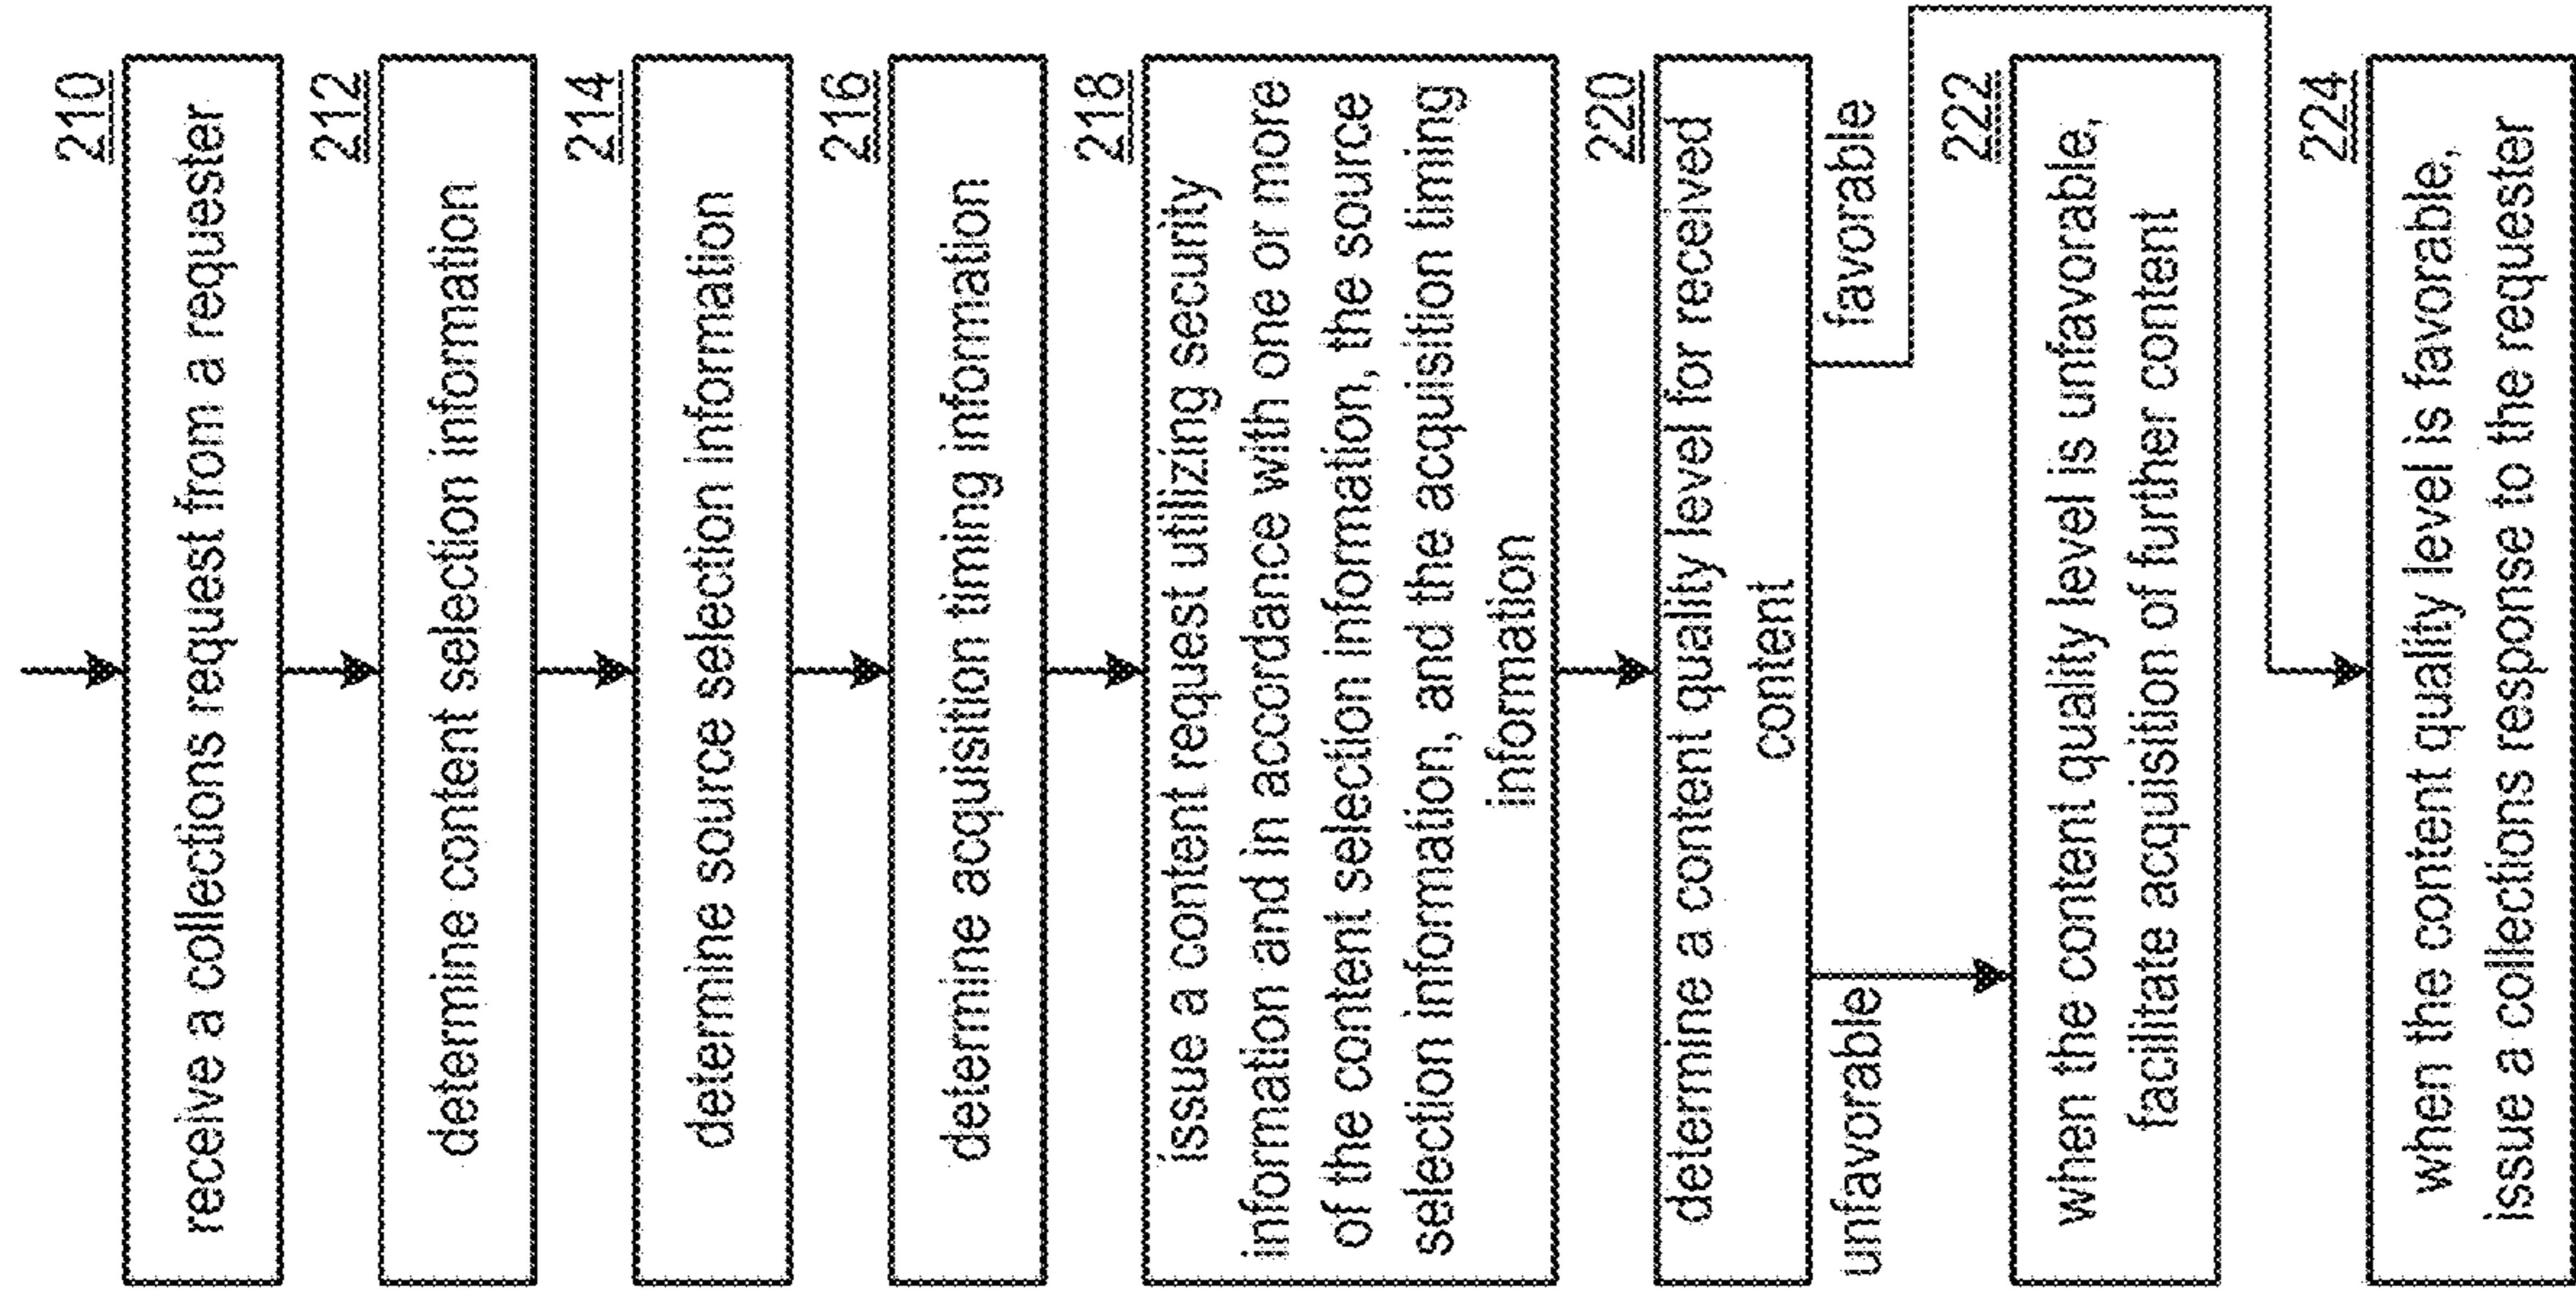 210
receive a collections request from a requester
212
determine content selection information
214
determine source selection information
216
determine acquisition timing information
218
issue a content request utilizing security
information and in accordance with one or more
of the content selection information, the source
selection information, and the acquisition timing
information
220
determine a content quality level for received
content
unfavorable
favorable
222
when the content quality level is unfavorable,
facilitate acquisition of further content
224
when the content quality level is favorable,
issue a collections response to the requester